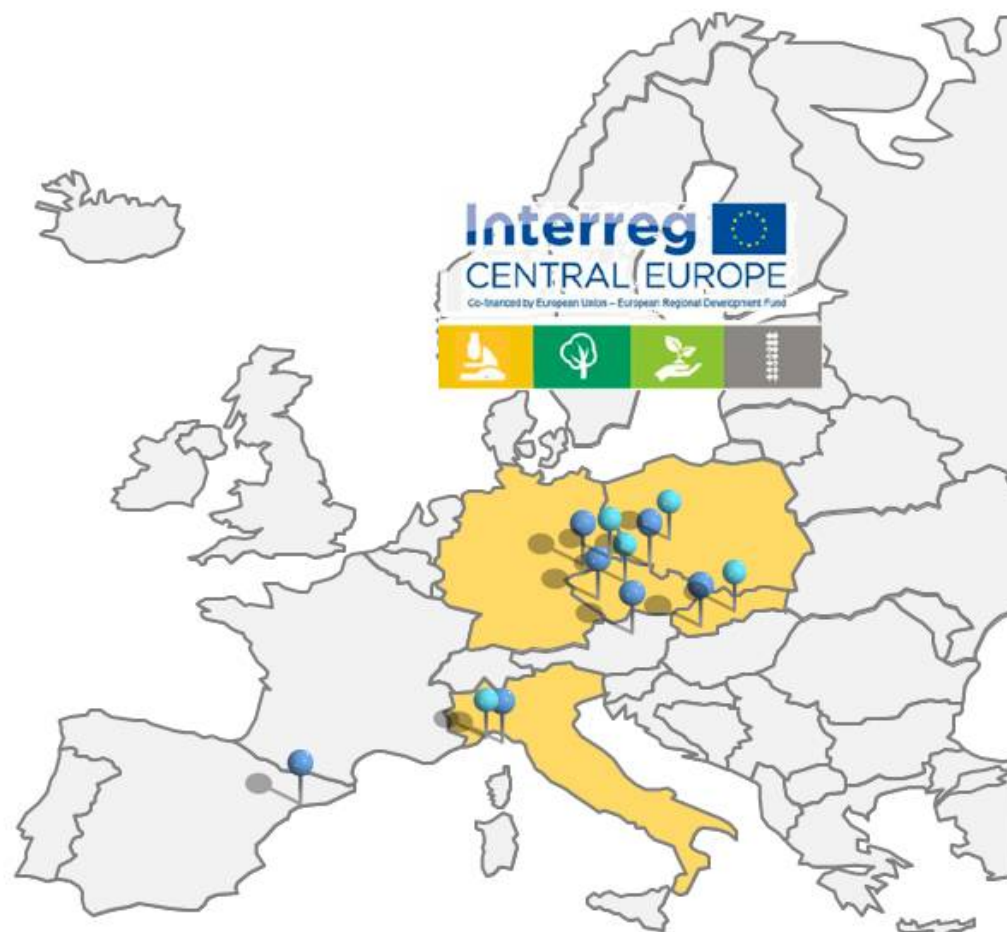 Interreg
CENTRAL EUROPE
Co-financed by European Union – European Regional Development Fund